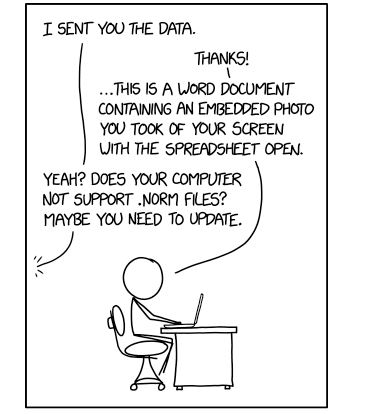 I SENT YOU THE DATA.
THANKS!
...THIS IS A WORD DOCUMENT
CONTAINING AN EMBEDDED PHOTO
YOU TOOK OF YOUR SCREEN
WITH THE SPREADSHEET OPEN.
YEAH? DOES YOUR COMPUTER
NOT SUPPORT .NORM FILES?
MAYBE YOU NEED TO UPDATE.